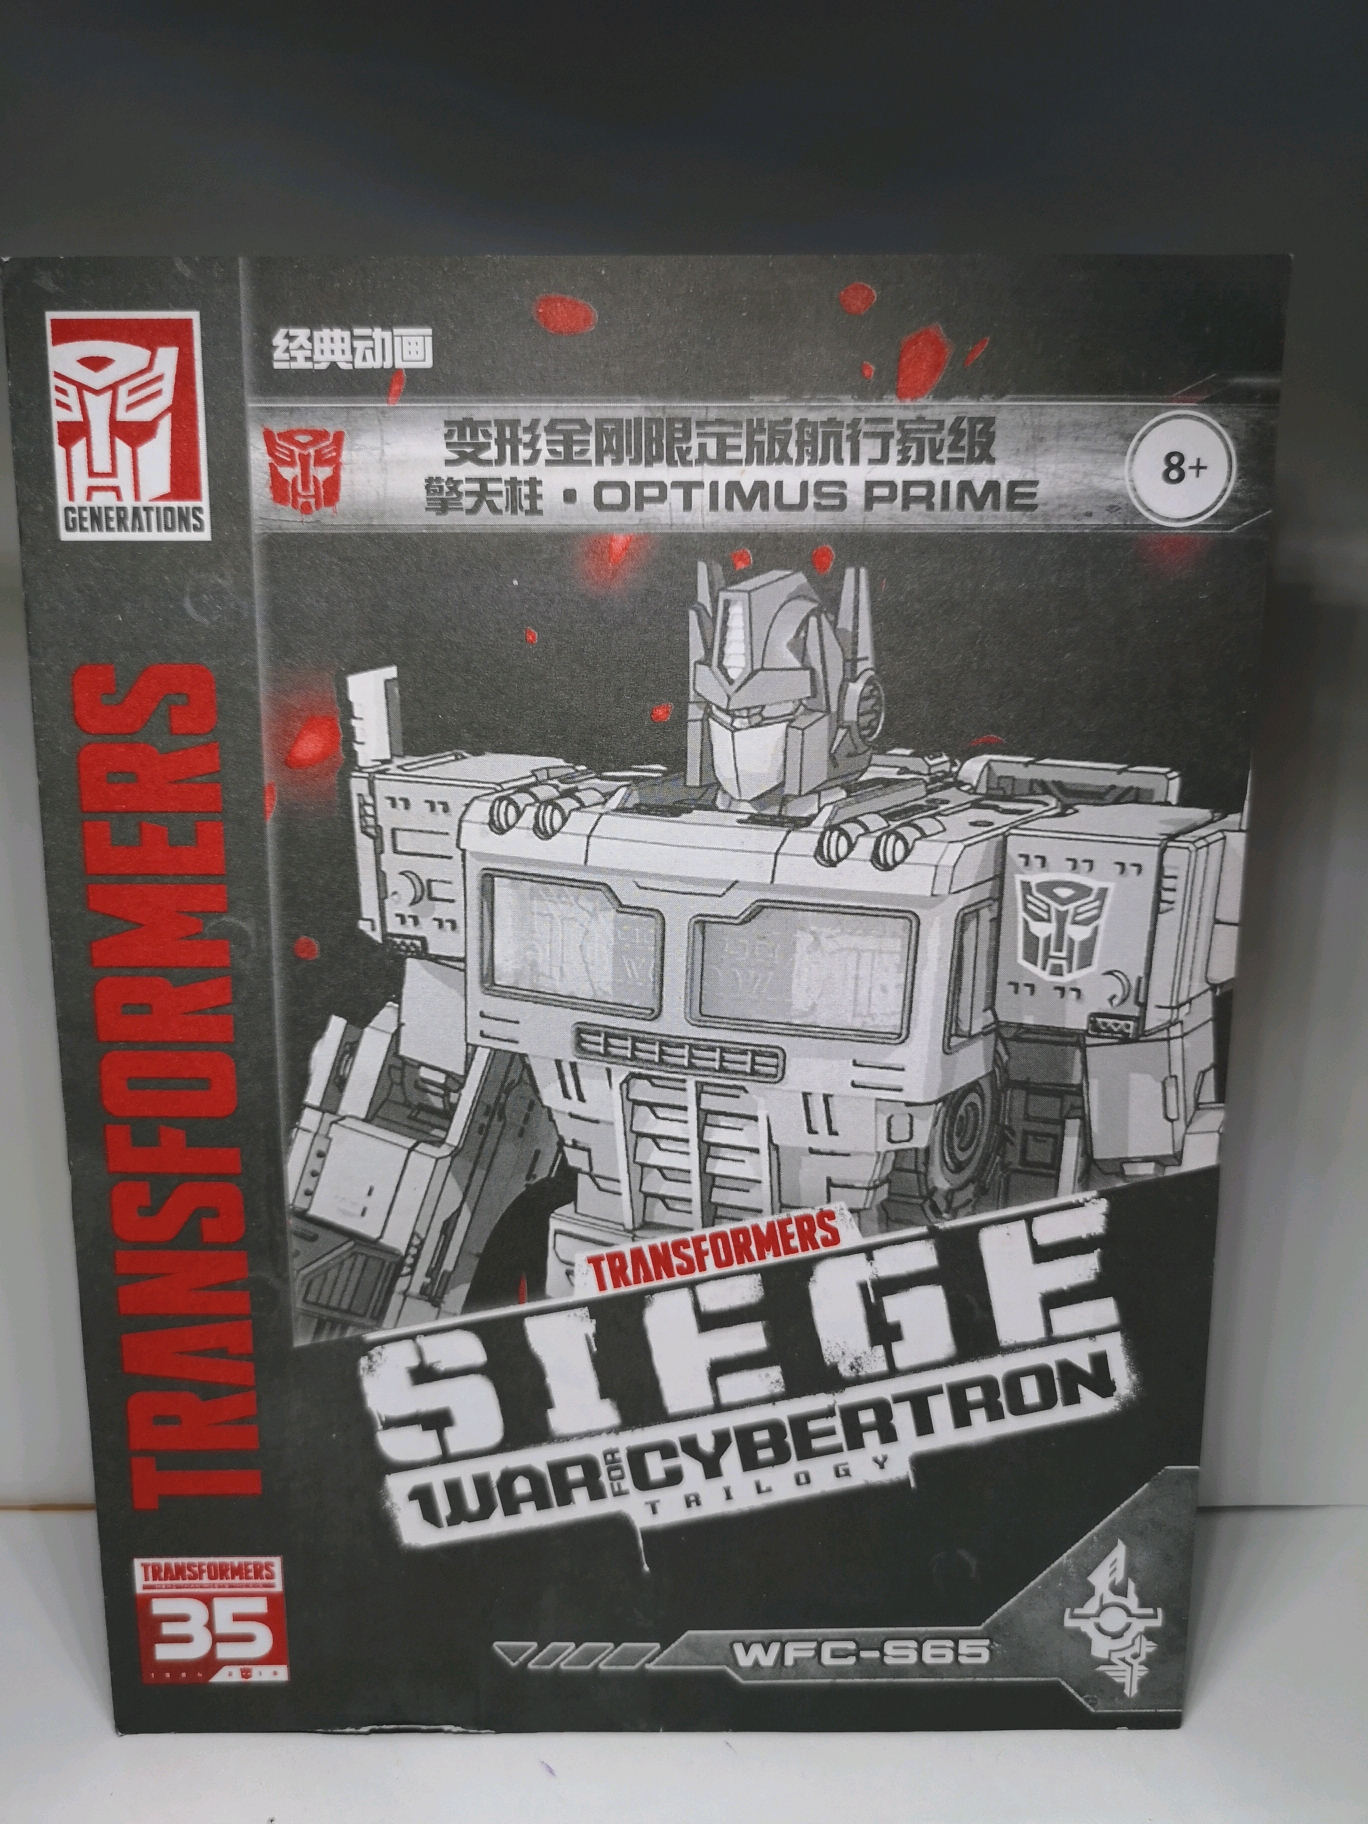 经典动画
变形金刚限定版航行家级
擎天柱・OPTIMUS PRIME
8+
GENERATIONS
TRANSFORMERS
TRANSFORMERS
SIEGE
WAR FOR CYBERTRON
TRILOGY
TRANSFORMERS
35
WFC-S65